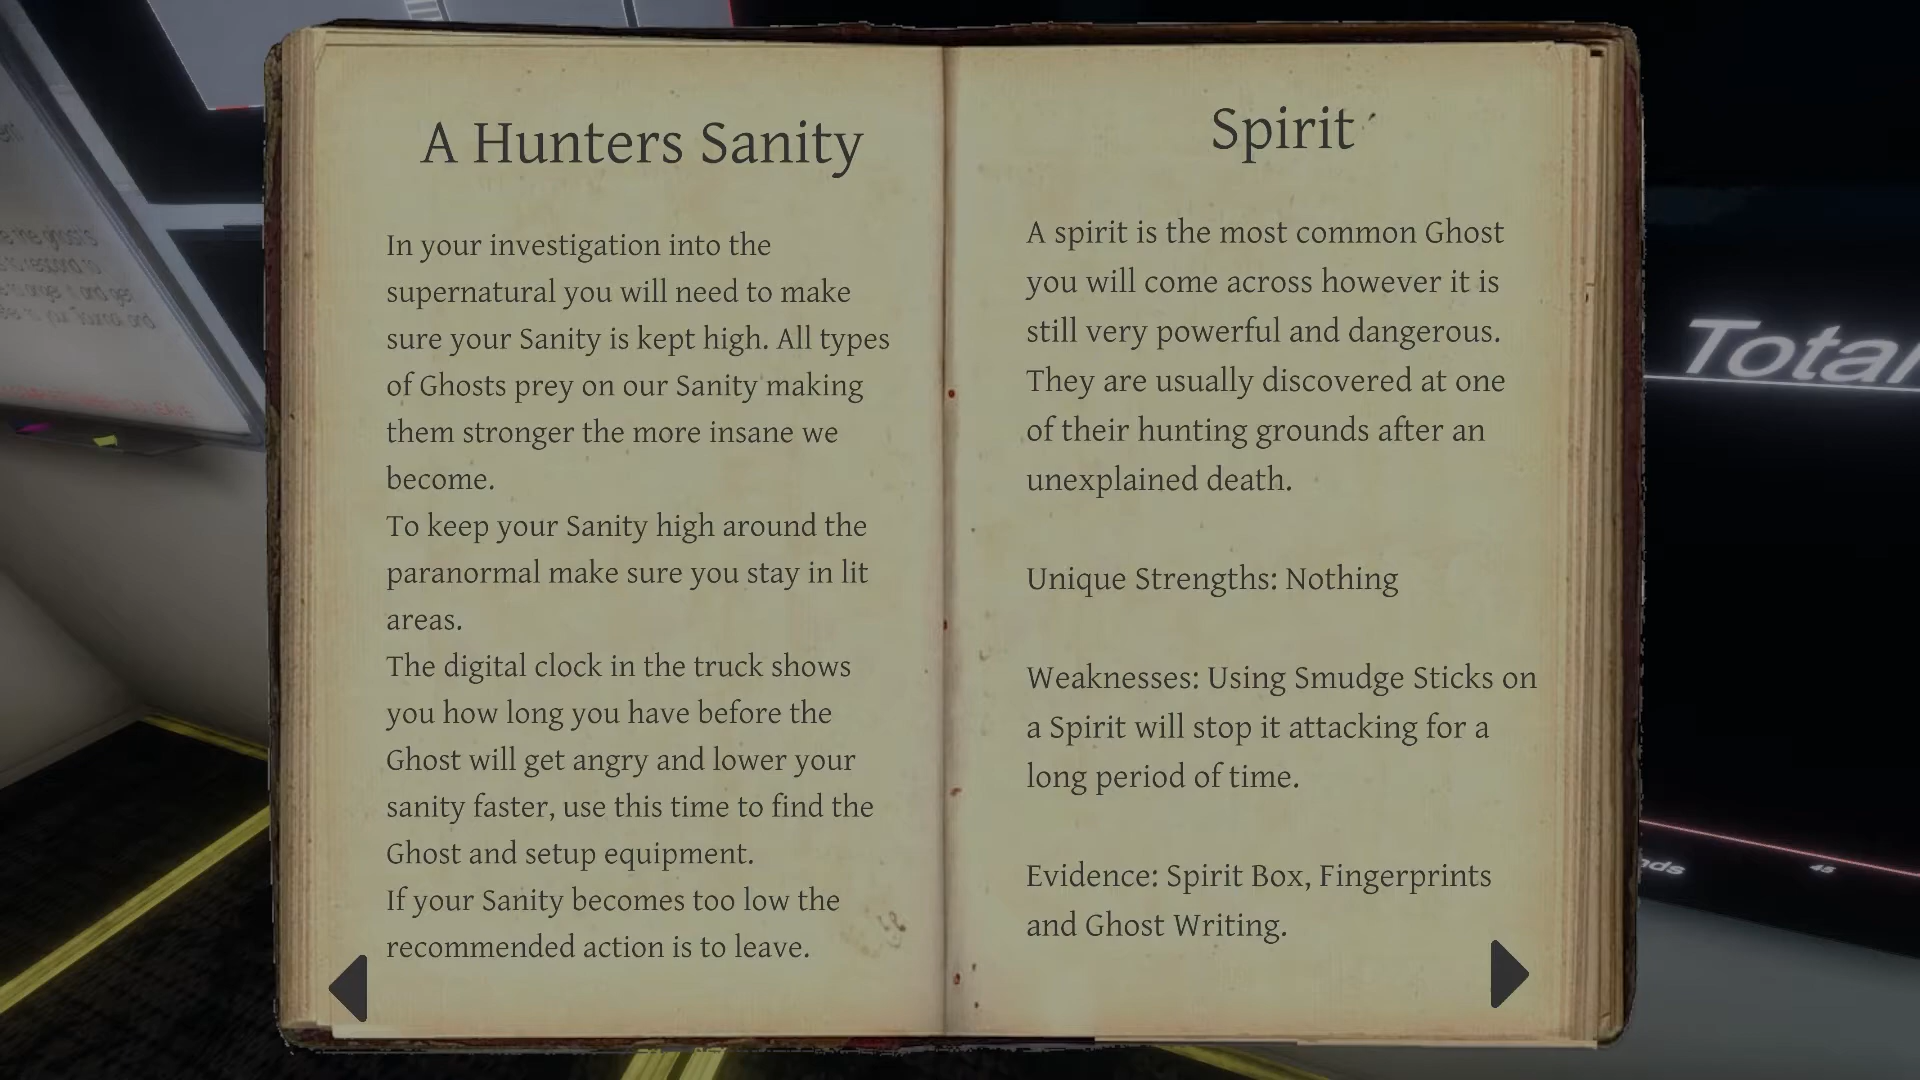 A Hunters Sanity
In your investigation into the
supernatural you will need to make
sure your Sanity is kept high. All types
of Ghosts prey on our Sanity making
them stronger the more insane we
become.
To keep your Sanity high around the
paranormal make sure you stay in lit
areas.
The digital clock in the truck shows
you how long you have before the
Ghost will get angry and lower your
sanity faster, use this time to find the
Ghost and setup equipment.
If your Sanity becomes too low the
recommended action is to leave.
Spirit
A spirit is the most common Ghost
you will come across however it is
still very powerful and dangerous.
They are usually discovered at one
of their hunting grounds after an
unexplained death.
Unique Strengths: Nothing
Weaknesses: Using Smudge Sticks on
a Spirit will stop it attacking for a
long period of time.
Evidence: Spirit Box, Fingerprints
and Ghost Writing.
Total
45